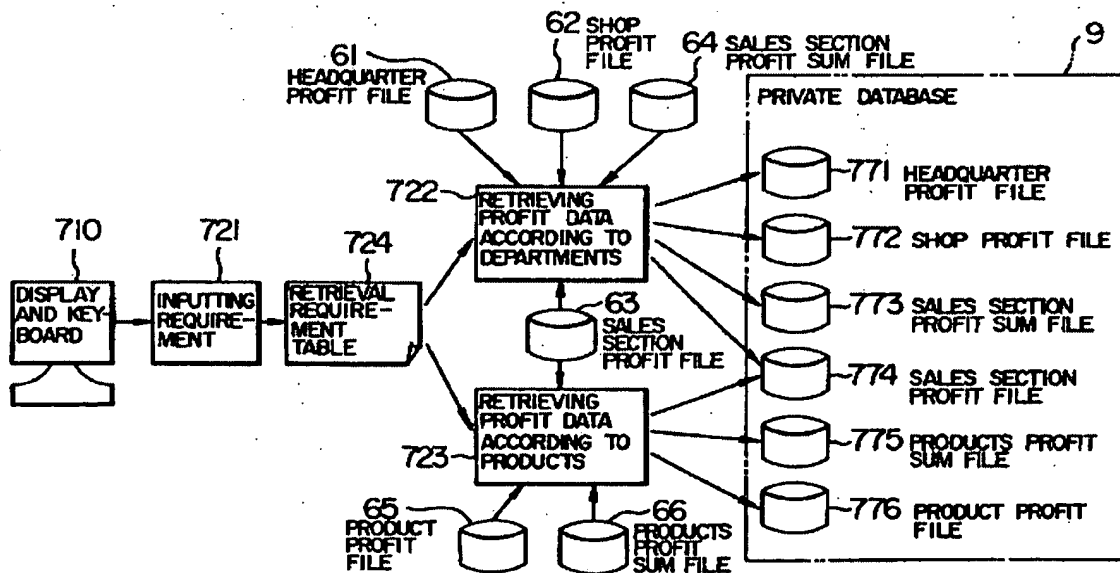 61
HEADQUARTER
PROFIT FILE
62 SHOP
PROFIT
FILE
64 SALES SECTION
PROFIT SUM FILE
9
PRIVATE DATABASE
710
DISPLAY
AND KEY-
BOARD
721
INPUTTING
REQUIRE-
MENT
724
RETRIEVAL
REQUIRE-
MENT
TABLE
722
RETRIEVING
PROFIT DATA
ACCORDING TO
DEPARTMENTS
63
SALES
SECTION
PROFIT FILE
723
RETRIEVING
PROFIT DATA
ACCORDING TO
PRODUCTS
65
PRODUCT
PROFIT
FILE
66
PRODUCTS
PROFIT
SUM FILE
771 HEADQUARTER
PROFIT FILE
772 SHOP PROFIT FILE
773 SALES SECTION
PROFIT SUM FILE
774 SALES SECTION
PROFIT FILE
775 PRODUCTS PROFIT
SUM FILE
776 PRODUCT PROFIT
FILE